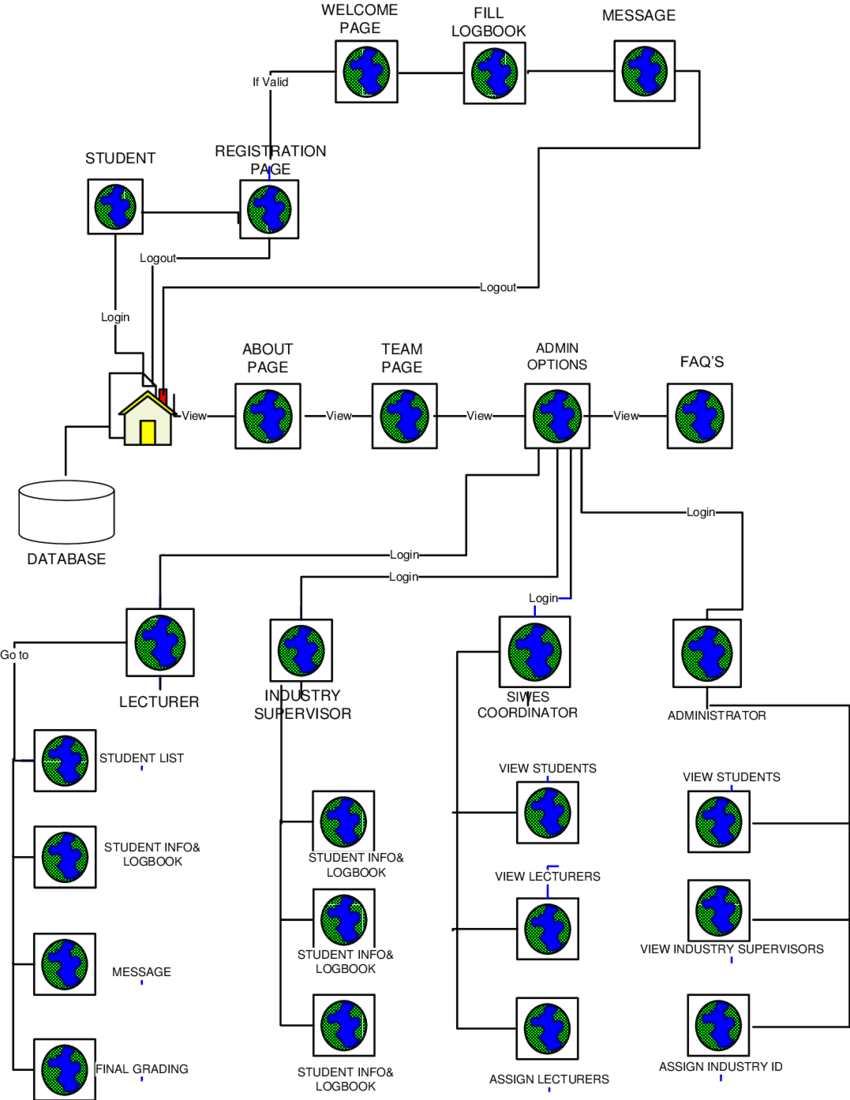 WELCOME
PAGE
FILL
LOGBOOK
MESSAGE
If Valid
STUDENT
REGISTRATION
PAGE
Logout
Logout
Login
ABOUT
PAGE
TEAM
PAGE
ADMIN
OPTIONS
FAQ'S
View
View
View
View
DATABASE
Login
Login
Login
Login
Go to
LECTURER
INDUSTRY
SUPERVISOR
SIWES
COORDINATOR
ADMINISTRATOR
STUDENT LIST
STUDENT INFO&
LOGBOOK
MESSAGE
FINAL GRADING
STUDENT INFO&
LOGBOOK
STUDENT INFO&
LOGBOOK
STUDENT INFO&
LOGBOOK
VIEW STUDENTS
VIEW LECTURERS
ASSIGN LECTURERS
VIEW STUDENTS
VIEW INDUSTRY SUPERVISORS
ASSIGN INDUSTRY ID